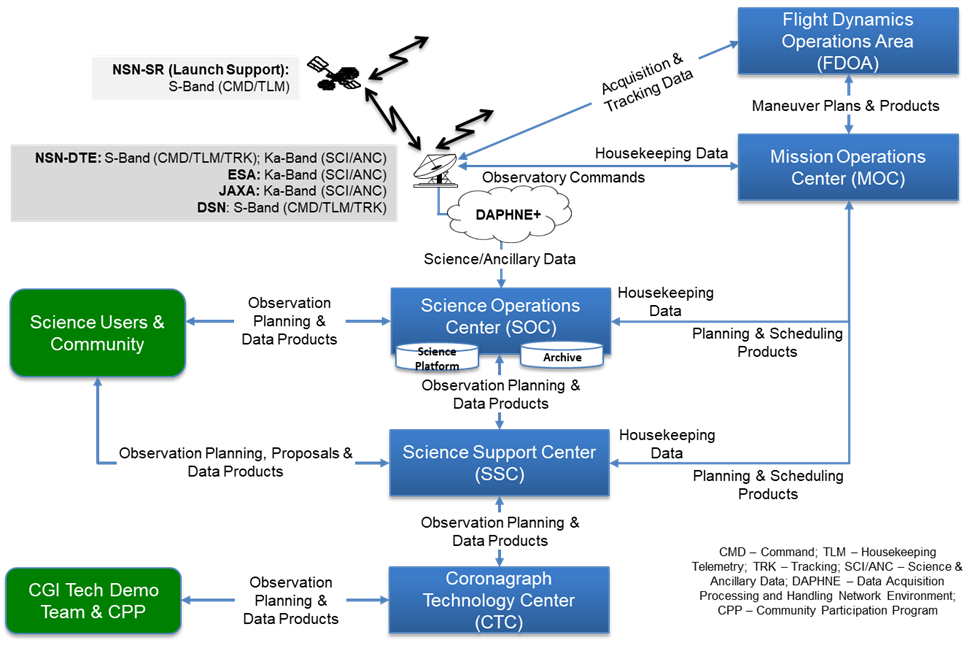 Flight Dynamics
Operations Area
(FDOA)
NSN-SR (Launch Support):
S-Band (CMD/TLM)
Acquisition &
Tracking Data
Maneuver Plans & Products
NSN-DTE: S-Band (CMD/TLM/TRK); Ka-Band (SCI/ANC)
ESA: Ka-Band (SCI/ANC)
JAXA: Ka-Band (SCI/ANC)
DSN: S-Band (CMD/TLM/TRK)
Housekeeping Data
Observatory Commands
Mission Operations
Center (MOC)
DAPHNE+
Science/Ancillary Data
Science Users &
Community
Observation
Planning &
Data Products
Science Operations
Center (SOC)
Science
Platform
Archive
Housekeeping
Data
Planning & Scheduling
Products
Observation Planning &
Data Products
Observation Planning, Proposals &
Data Products
Science Support Center
(SSC)
Housekeeping
Data
Planning & Scheduling
Products
Observation Planning &
Data Products
CGI Tech Demo
Team & CPP
Observation
Planning &
Data Products
Coronagraph
Technology Center
(CTC)
CMD – Command; TLM – Housekeeping
Telemetry; TRK – Tracking; SCI/ANC – Science &
Ancillary Data; DAPHNE – Data Acquisition
Processing and Handling Network Environment;
CPP – Community Participation Program